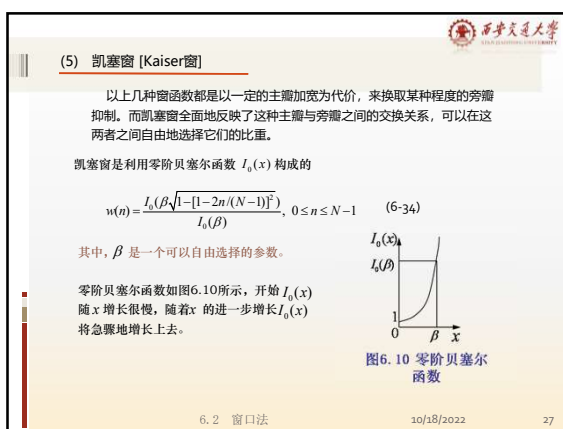 西安交通大学
XI'AN JIAOTONG UNIVERSITY
(5) 凯塞窗 [Kaiser窗]
以上几种窗函数都是以一定的主瓣加宽为代价，来换取某种程度的旁瓣
抑制。而凯塞窗全面地反映了这种主瓣与旁瓣之间的交换关系，可以在这
两者之间自由地选择它们的比重。
凯塞窗是利用零阶贝塞尔函数 I₀(x) 构成的
w(n) = I₀(β√(1-[1-2n/(N-1)]²)) / I₀(β), 0≤n≤N-1 (6-34)
其中, β 是一个可以自由选择的参数。
零阶贝塞尔函数如图6.10所示，开始 I₀(x)
随 x 增长很慢，随着x 的进一步增长I₀(x)
将急骤地增长上去。
I₀(x)
I₀(β)
1
0 β x
图6.10 零阶贝塞尔
函数
6.2 窗口法 10/18/2022 27